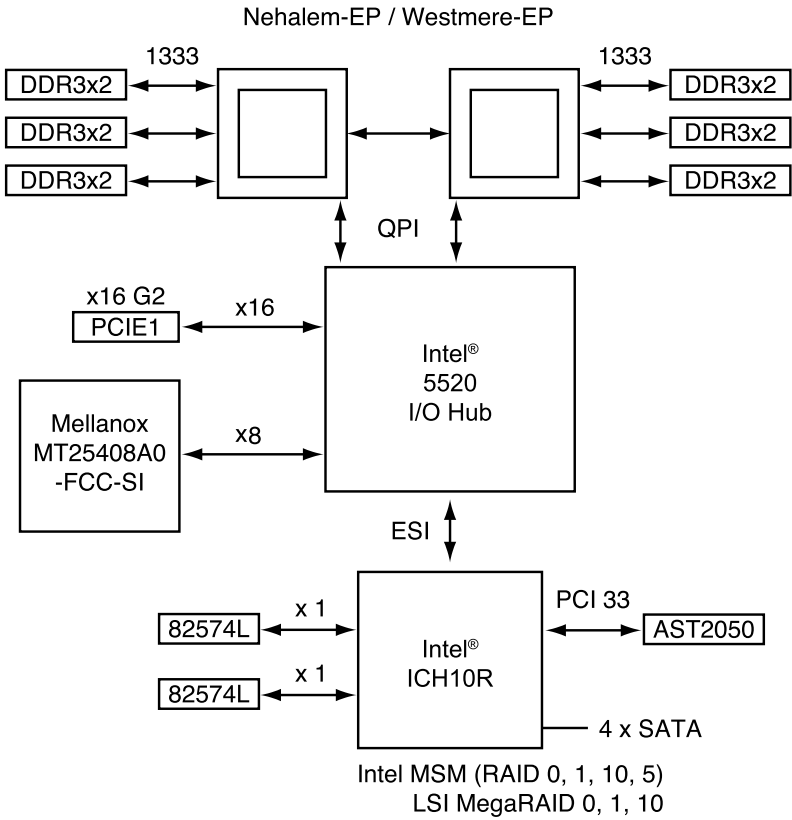 Nehalem-EP / Westmere-EP
1333
1333
DDR3x2
DDR3x2
DDR3x2
DDR3x2
DDR3x2
DDR3x2
QPI
x16 G2
PCIE1
x16
Intel®
5520
I/O Hub
Mellanox
MT25408A0
-FCC-SI
x8
ESI
82574L
x 1
82574L
x 1
Intel®
ICH10R
PCI 33
AST2050
4 x SATA
Intel MSM (RAID 0, 1, 10, 5)
LSI MegaRAID 0, 1, 10